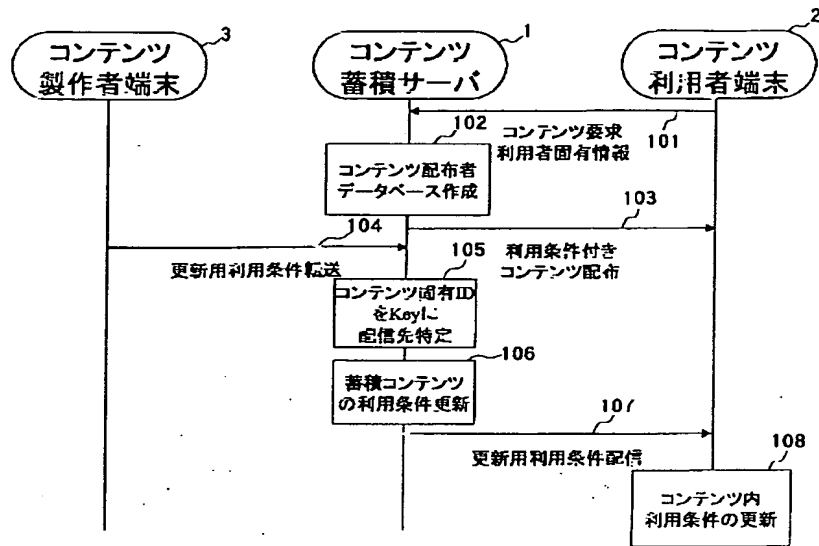 3
コンテンツ
製作者端末
1
コンテンツ
蓄積サーバ
2
コンテンツ
利用者端末
101
コンテンツ要求
利用者固有情報
102
コンテンツ配布者
データベース作成
103
利用条件付き
コンテンツ配布
104
更新用利用条件転送
105
コンテンツ固有ID
をKeyに
配信先特定
106
蓄積コンテンツ
の利用条件更新
107
更新用利用条件配信
108
コンテンツ内
利用条件の更新